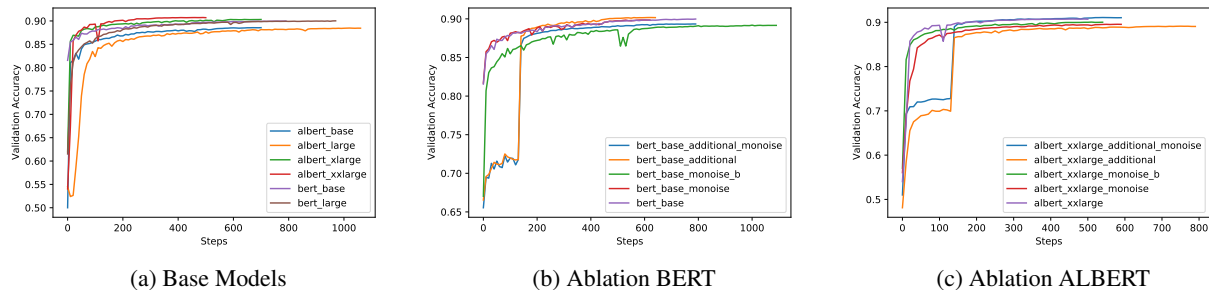 0.90
0.85
0.80
0.75
0.70
0.65
0.60
0.55
0.50
Validation Accuracy
0 200 400 600 800 1000
Steps
albert_base
albert_large
albert_xlarge
albert_xxlarge
bert_base
bert_large
(a) Base Models
0.90
0.85
0.80
0.75
0.70
0.65
Validation Accuracy
0 200 400 600 800 1000
Steps
bert_base_additional_monoise
bert_base_additional
bert_base_monoise_b
bert_base_monoise
bert_base
(b) Ablation BERT
0.9
0.8
0.7
0.6
0.5
Validation Accuracy
0 100 200 300 400 500 600 700 800
Steps
albert_xxlarge_additional_monoise
albert_xxlarge_additional
albert_xxlarge_monoise_b
albert_xxlarge_monoise
albert_xxlarge
(c) Ablation ALBERT